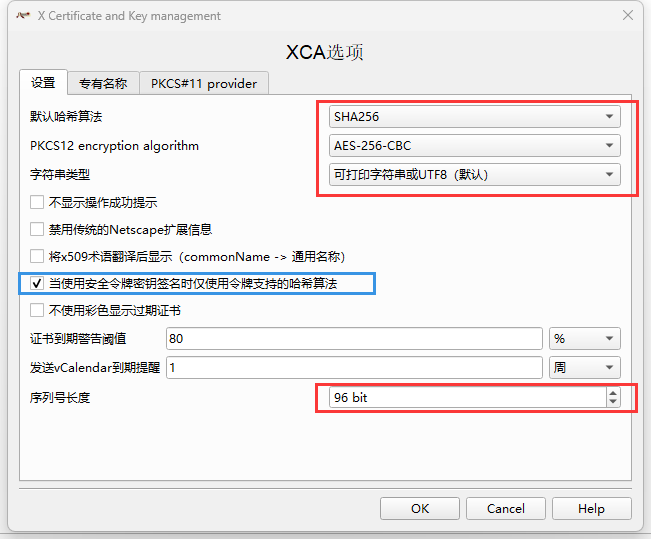 X Certificate and Key management
XCA选项
设置 专有名称 PKCS#11 provider
默认哈希算法 SHA256
PKCS12 encryption algorithm AES-256-CBC
字符串类型 可打印字符串或UTF8（默认）
不显示操作成功提示
禁用传统的Netscape扩展信息
将x509术语翻译后显示（commonName -> 通用名称）
当使用安全令牌密钥签名时仅使用令牌支持的哈希算法
不使用彩色显示过期证书
证书到期警告阈值 80 %
发送vCalendar到期提醒 1 周
序列号长度 96 bit
OK Cancel Help